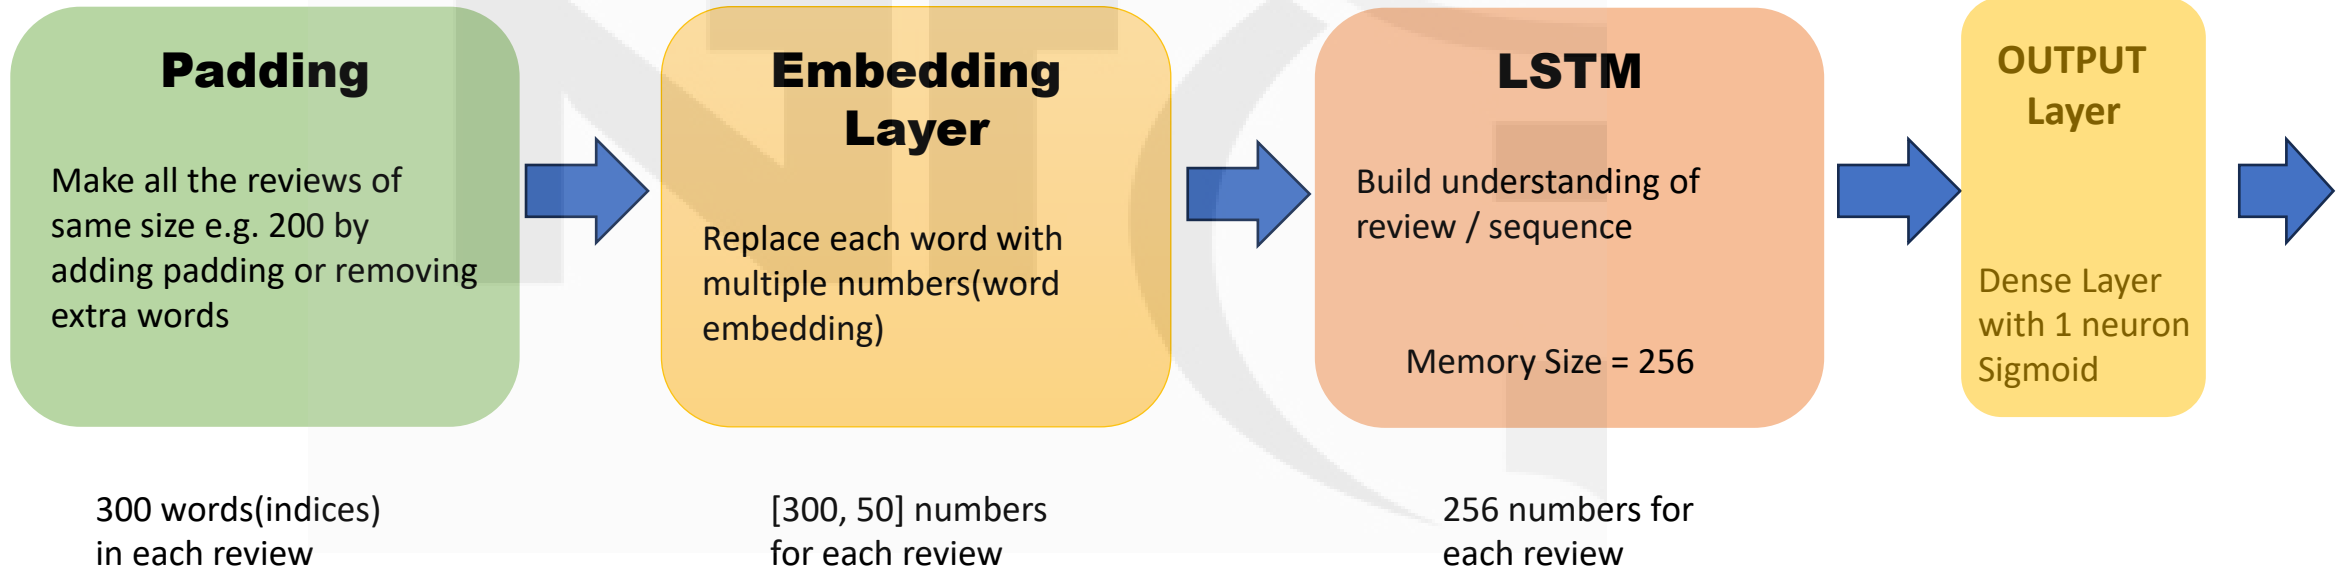 Padding
Make all the reviews of
same size e.g. 200 by
adding padding or removing
extra words
300 words(indices)
in each review
Embedding
Layer
Replace each word with
multiple numbers(word
embedding)
[300, 50] numbers
for each review
LSTM
Build understanding of
review / sequence
Memory Size = 256
256 numbers for
each review
OUTPUT
Layer
Dense Layer
with 1 neuron
Sigmoid